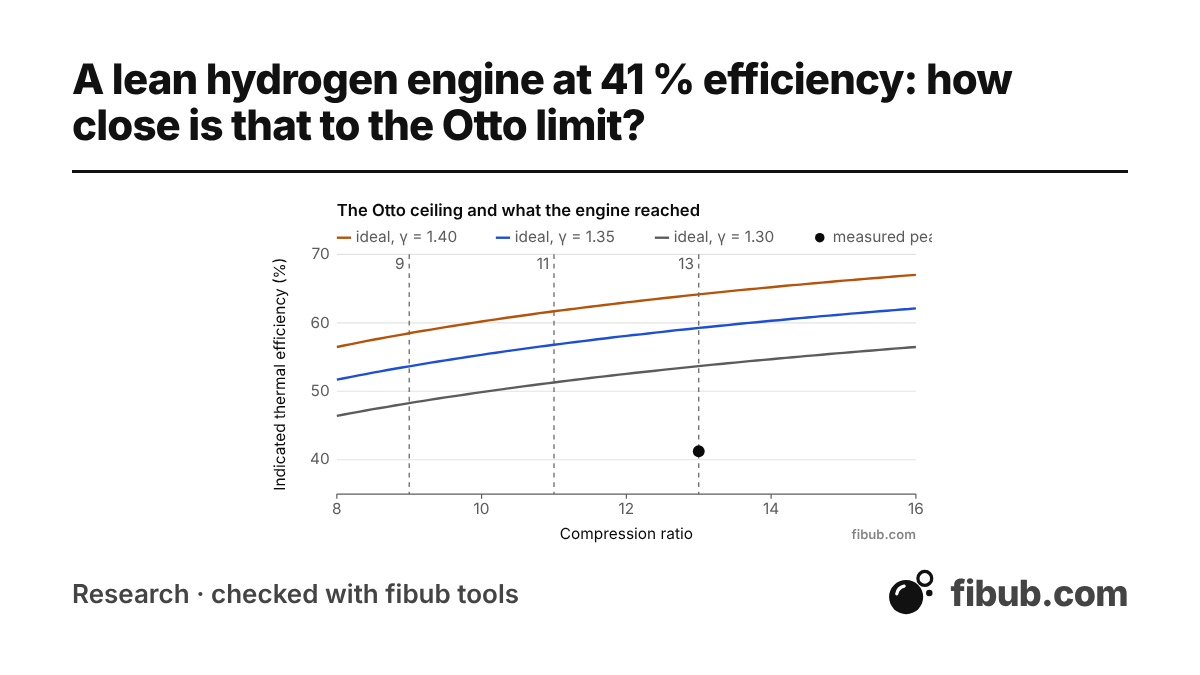 A lean hydrogen engine at 41 % efficiency: how
close is that to the Otto limit?
The Otto ceiling and what the engine reached
ideal, γ = 1.40 ideal, γ = 1.35 ideal, γ = 1.30 measured
70
60
50
40
9 11 13
Indicated thermal efficiency (%)
8 10 12 14 16
Compression ratio
fibub.com
Research · checked with fibub tools
fibub.com